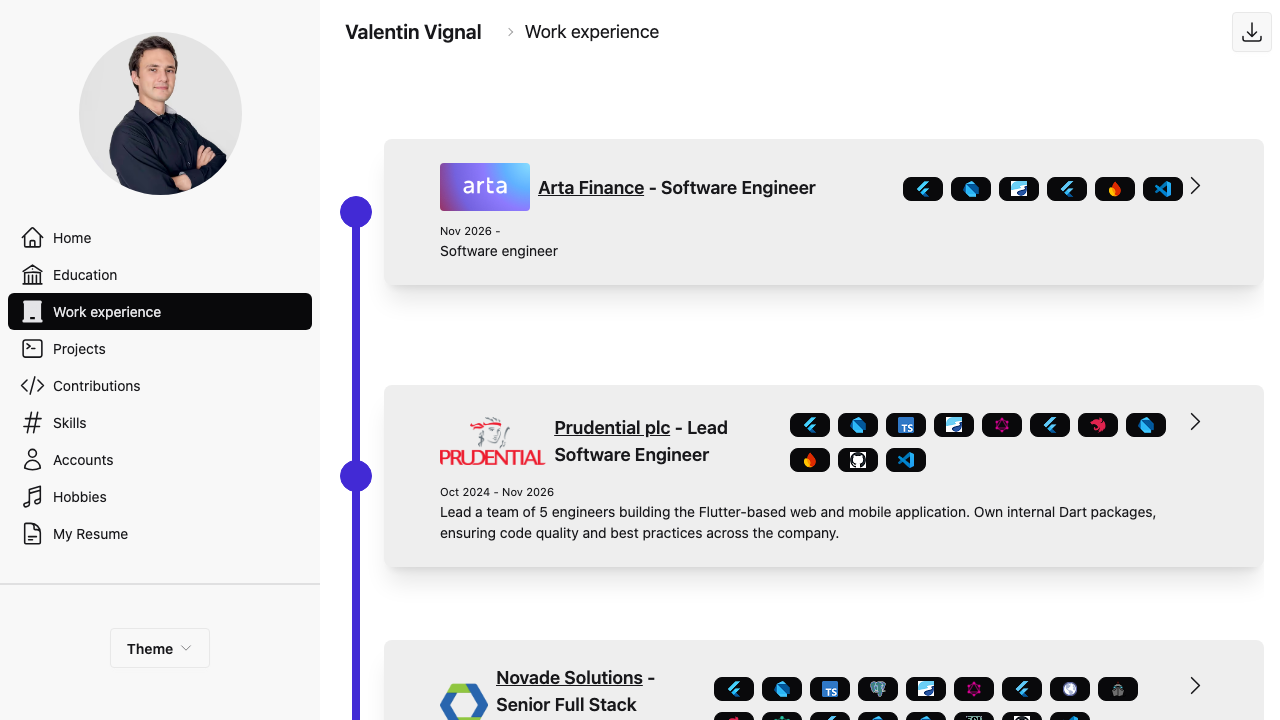 Valentin Vignal
Work experience
Home
Education
Work experience
Projects
Contributions
Skills
Accounts
Hobbies
My Resume
Theme
arta
Arta Finance - Software Engineer
Nov 2026 -
Software engineer
PRUDENTIAL
Prudential plc - Lead
Software Engineer
TS
Oct 2024 - Nov 2026
Lead a team of 5 engineers building the Flutter-based web and mobile application. Own internal Dart packages,
ensuring code quality and best practices across the company.
Novade Solutions -
Senior Full Stack
TS